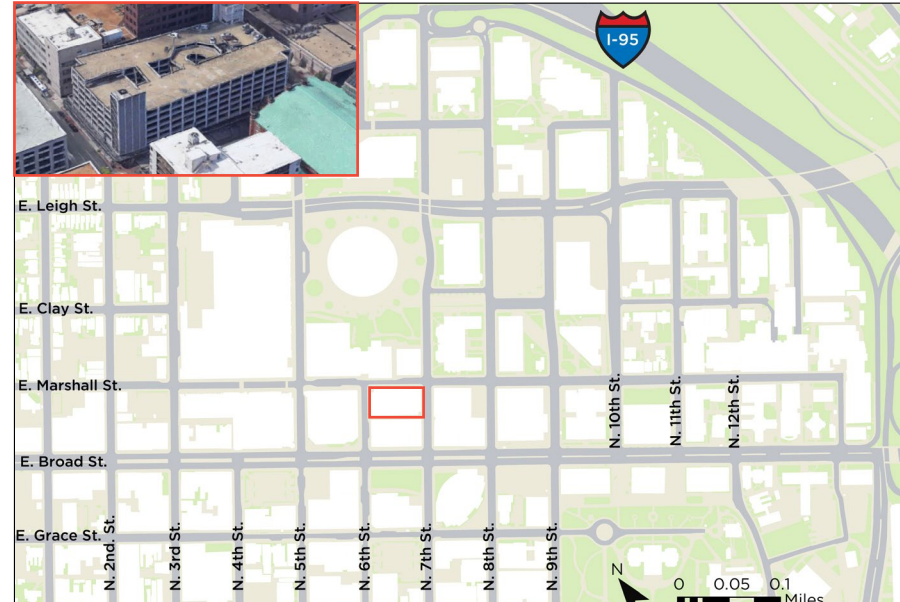 I-95
E. Leigh St.
E. Clay St.
E. Marshall St.
N. 10th St.
N. 11th St.
N. 12th St.
E. Broad St.
E. Grace St.
N. 2nd. St.
N. 3rd St.
N. 4th St.
N. 5th St.
N. 6th St.
N. 7th St.
N. 8th St.
N. 9th St.
N
0 0.05 0.1
Miles